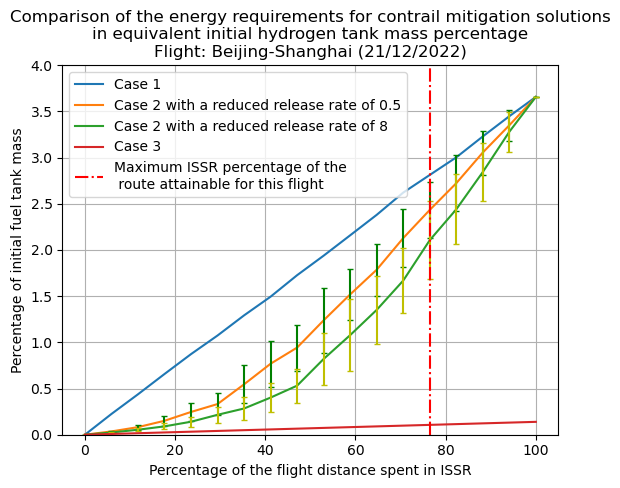 Comparison of the energy requirements for contrail mitigation solutions
in equivalent initial hydrogen tank mass percentage
Flight: Beijing-Shanghai (21/12/2022)
Case 1
Case 2 with a reduced release rate of 0.5
Case 2 with a reduced release rate of 8
Case 3
Maximum ISSR percentage of the
route attainable for this flight
Percentage of initial fuel tank mass
4.0
3.5
3.0
2.5
2.0
1.5
1.0
0.5
0.0
0
20
40
60
80
100
Percentage of the flight distance spent in ISSR